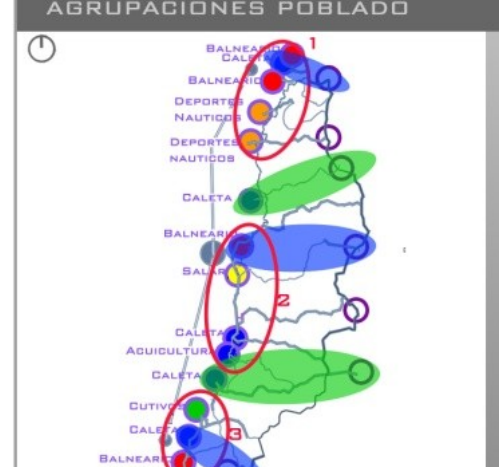 AGRUPACIONES POBLADO
BALNEARIO
1
CALETA
BALNEARIO
DEPORTES
NAUTICOS
DEPORTES
NAUTICOS
CALETA
BALNEARIO
SALAR
2
CALETA
ACUICULTURA
CALETA
CUTIVOS
3
CALETA
BALNEARIO